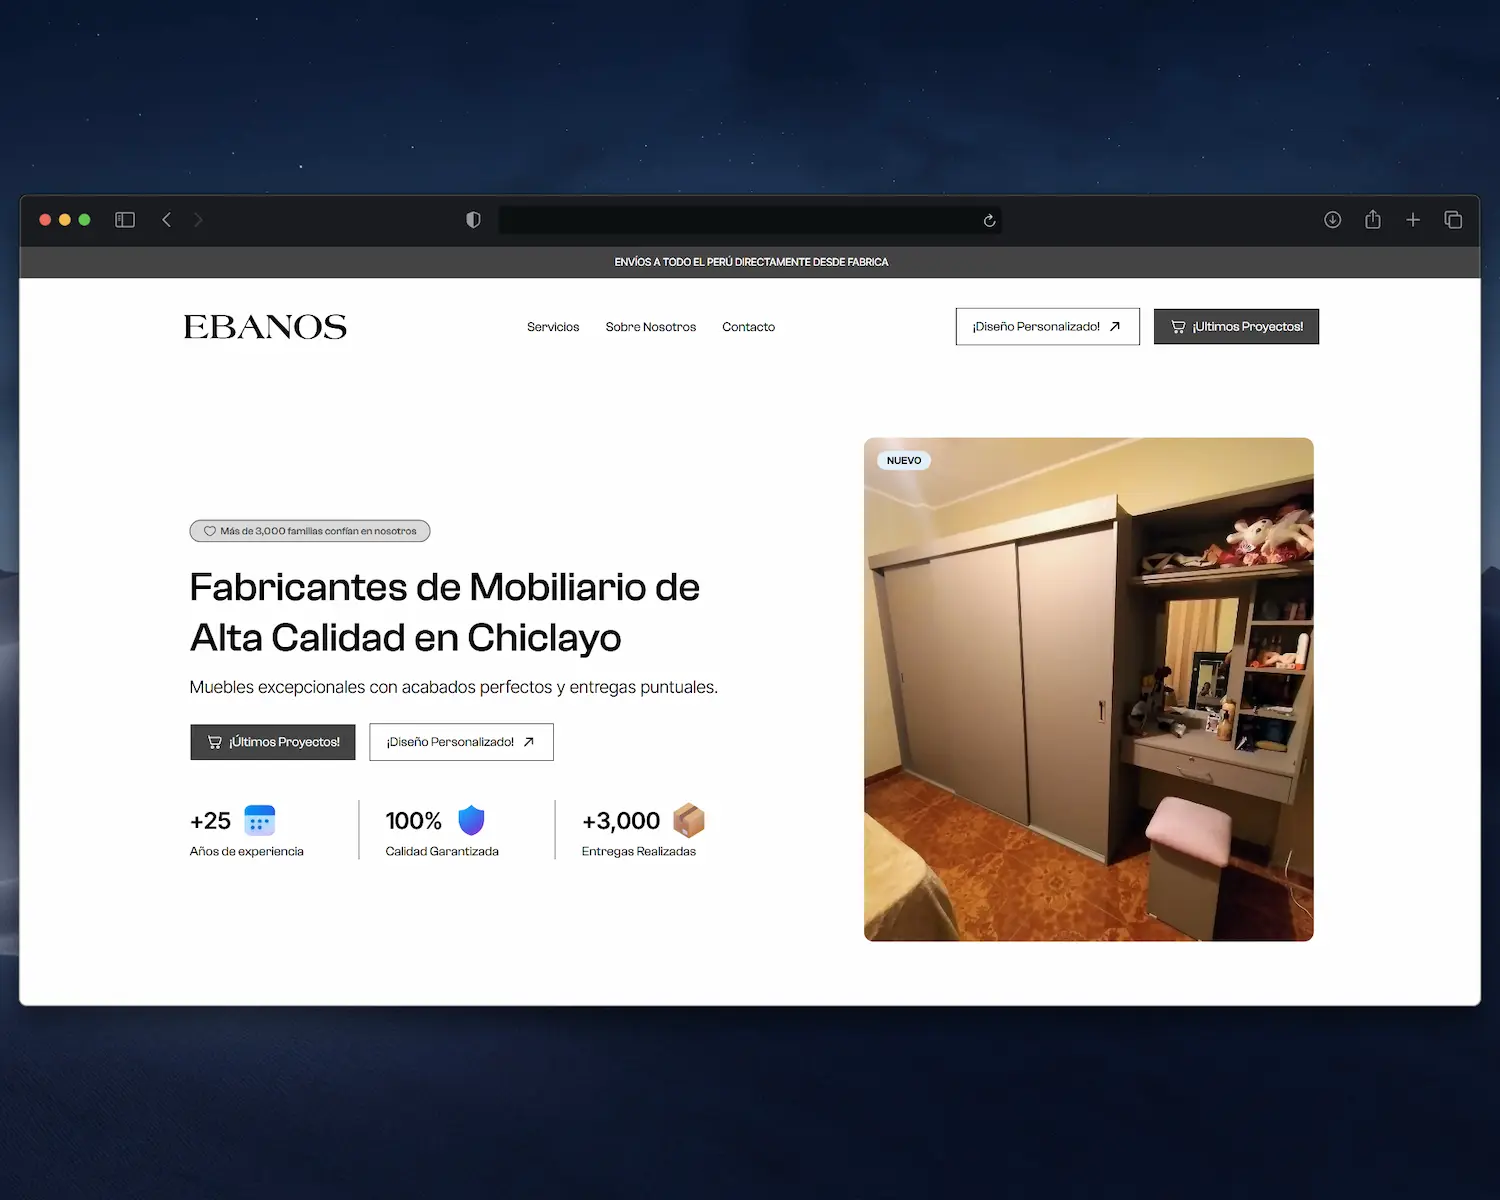 ENVÍOS A TODO EL PERÚ DIRECTAMENTE DESDE FABRICA
EBANOS
Servicios
Sobre Nosotros
Contacto
¡Diseño Personalizado!
¡Ultimos Proyectos!
NUEVO
Más de 3,000 familias confían en nosotros
Fabricantes de Mobiliario de
Alta Calidad en Chiclayo
Muebles excepcionales con acabados perfectos y entregas puntuales.
¡Últimos Proyectos!
¡Diseño Personalizado!
+25
Años de experiencia
100%
Calidad Garantizada
+3,000
Entregas Realizadas